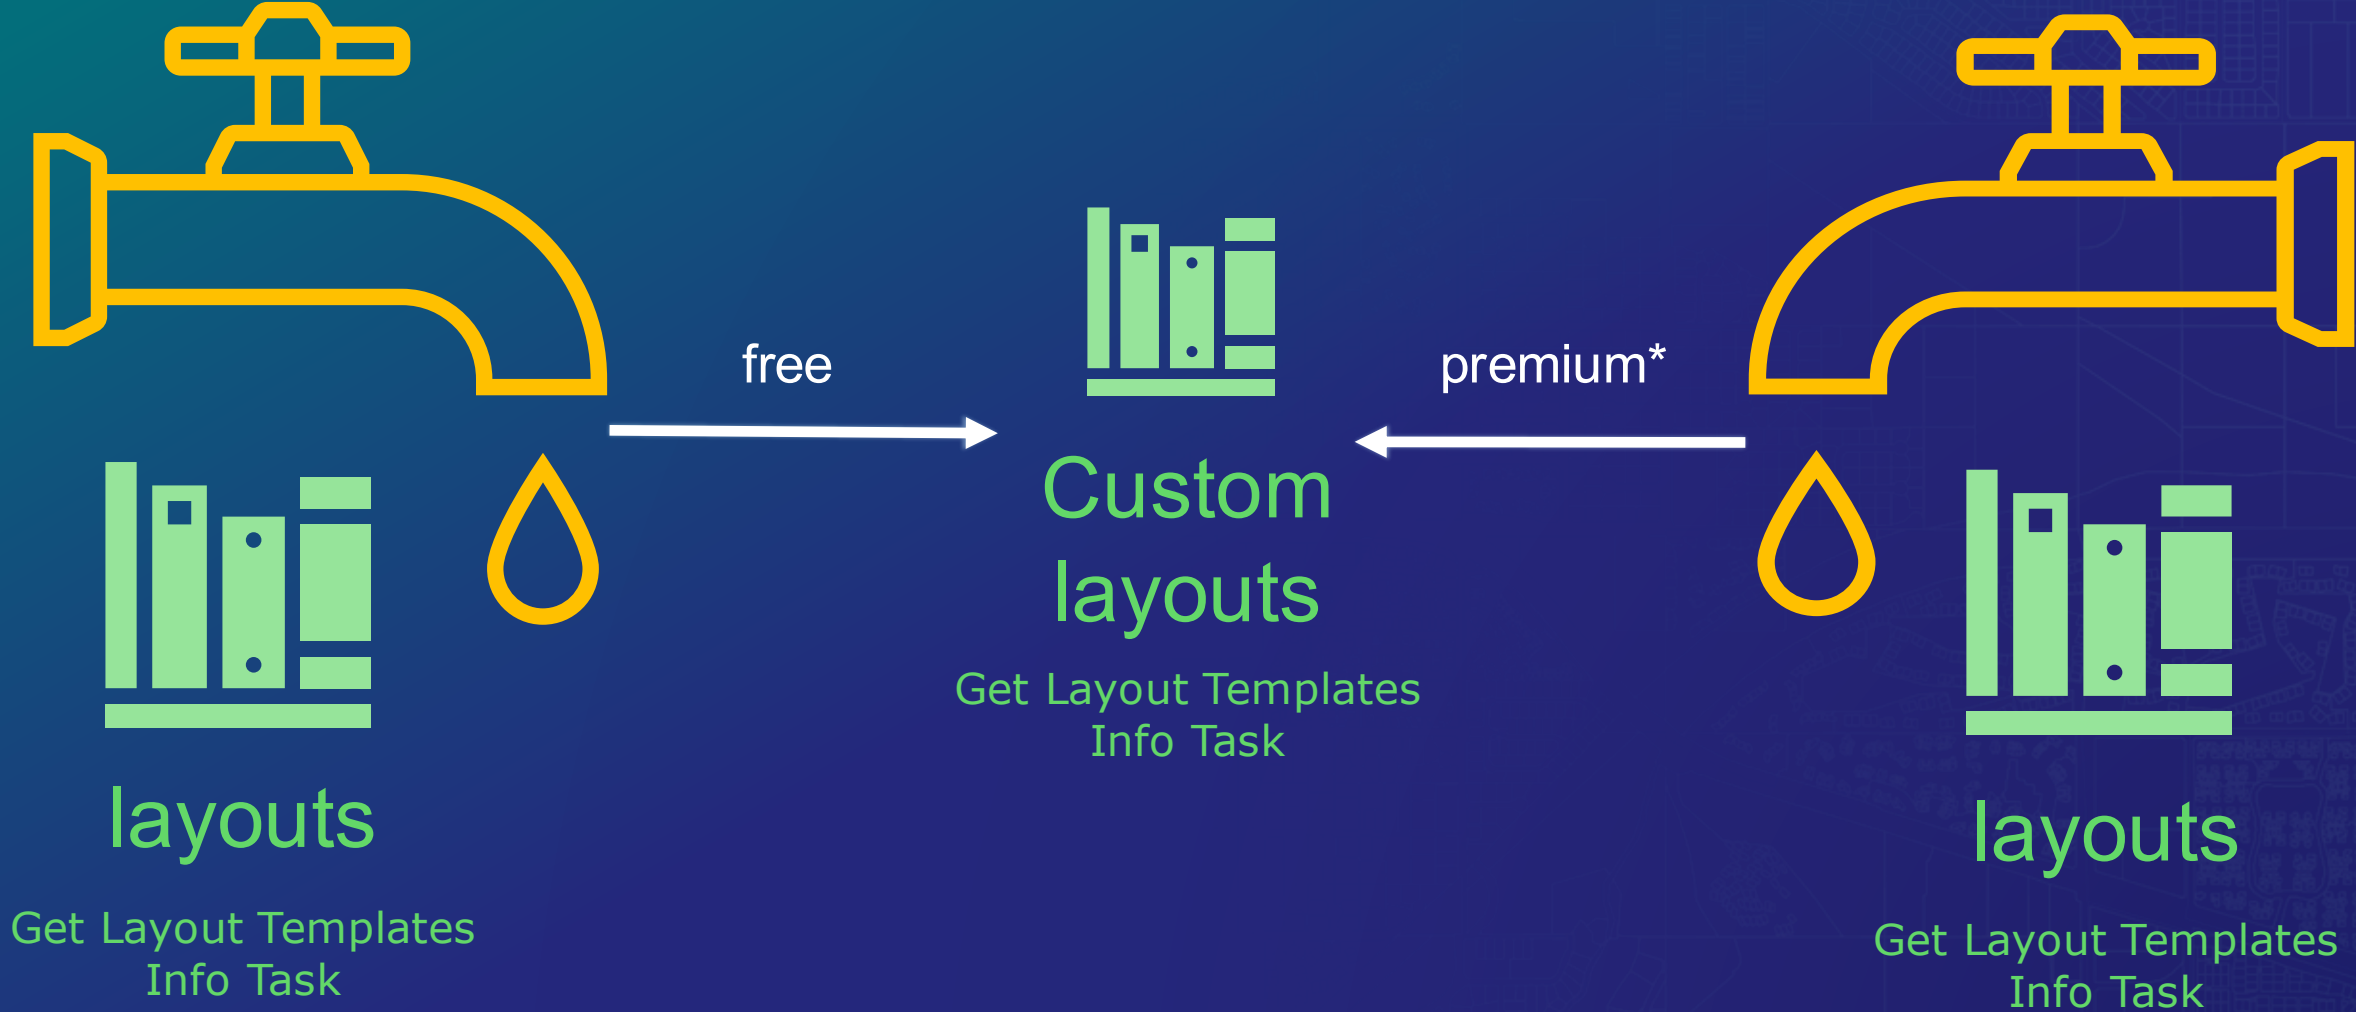 free
premium*
Custom
layouts
Get Layout Templates
Info Task
layouts
Get Layout Templates
Info Task
layouts
Get Layout Templates
Info Task